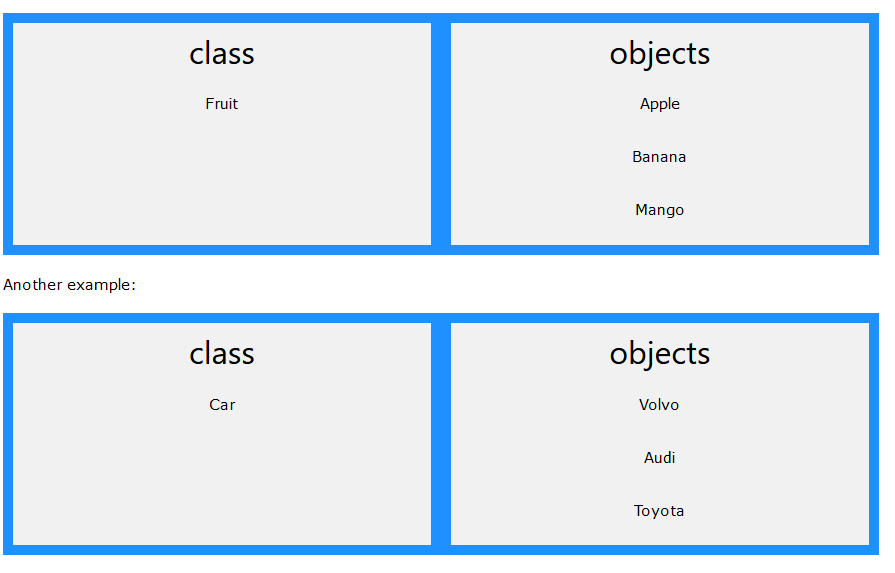 class
objects
Fruit
Apple
Banana
Mango
Another example:
class
objects
Car
Volvo
Audi
Toyota